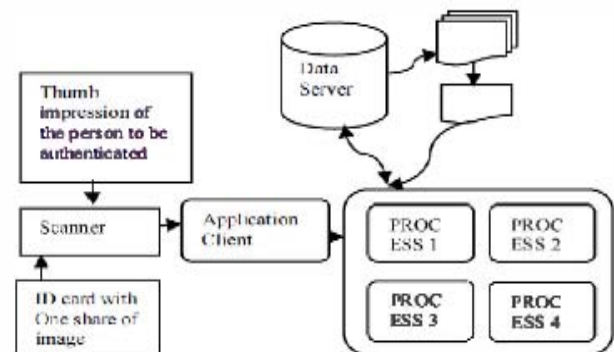 Data
Server
Thumb
impression of
the person to be
authenticated
Scanner
Application
Client
PROC
ESS 1
PROC
ESS 2
PROC
ESS 3
PROC
ESS 4
ID card with
One share of
image